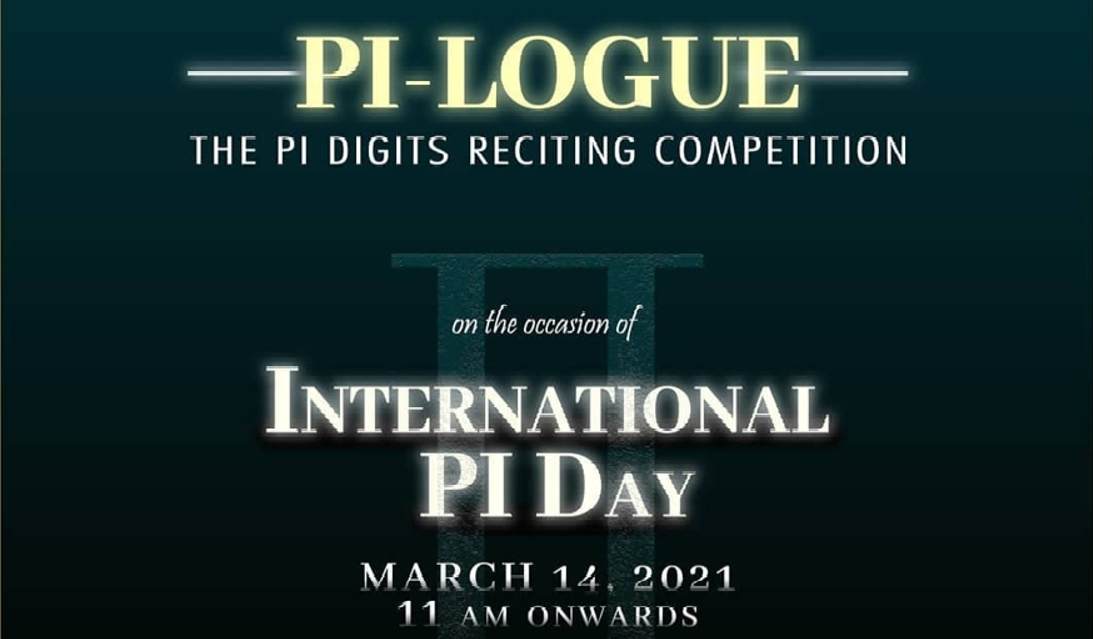 PI-LOGUE
THE PI DIGITS RECITING COMPETITION
on the occasion of
INTERNATIONAL
PI DAY
MARCH 14, 2021
11 AM ONWARDS